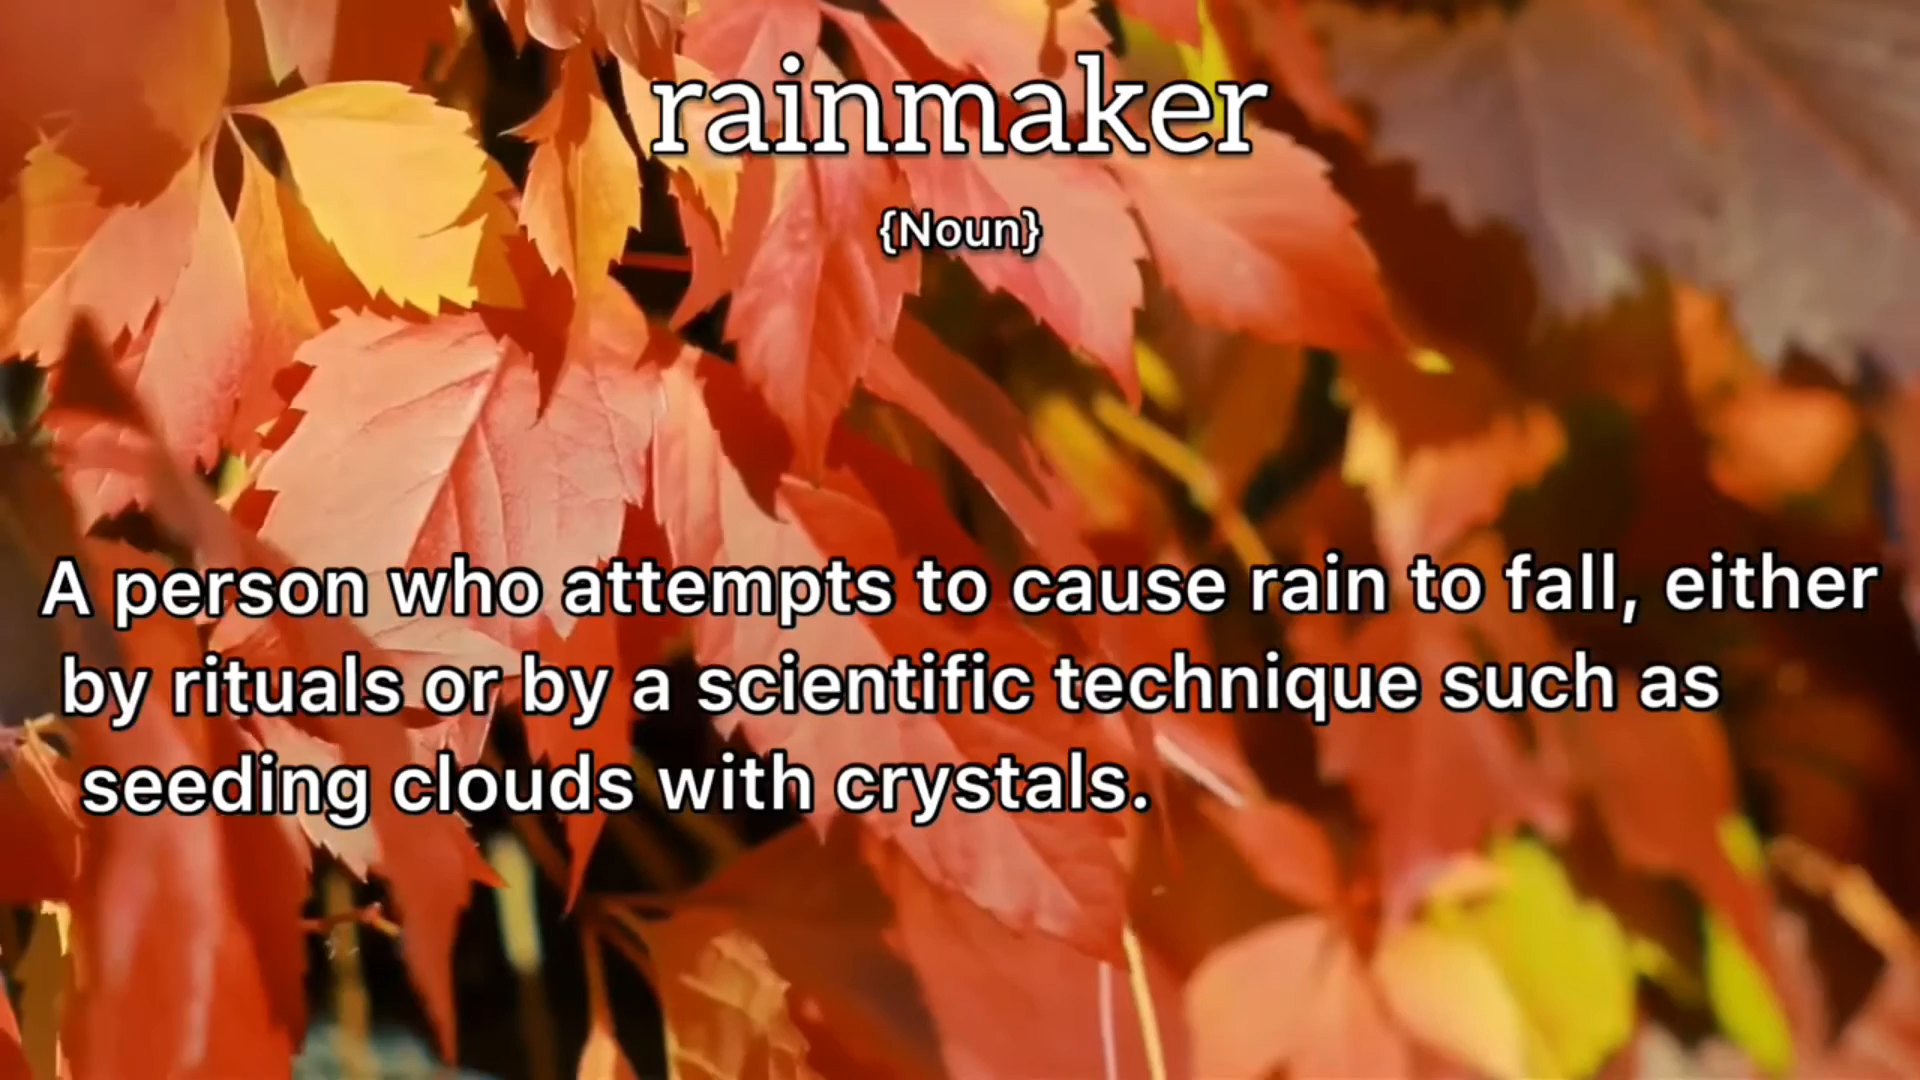 rainmaker
{Noun}
A person who attempts to cause rain to fall, either
by rituals or by a scientific technique such as
seeding clouds with crystals.